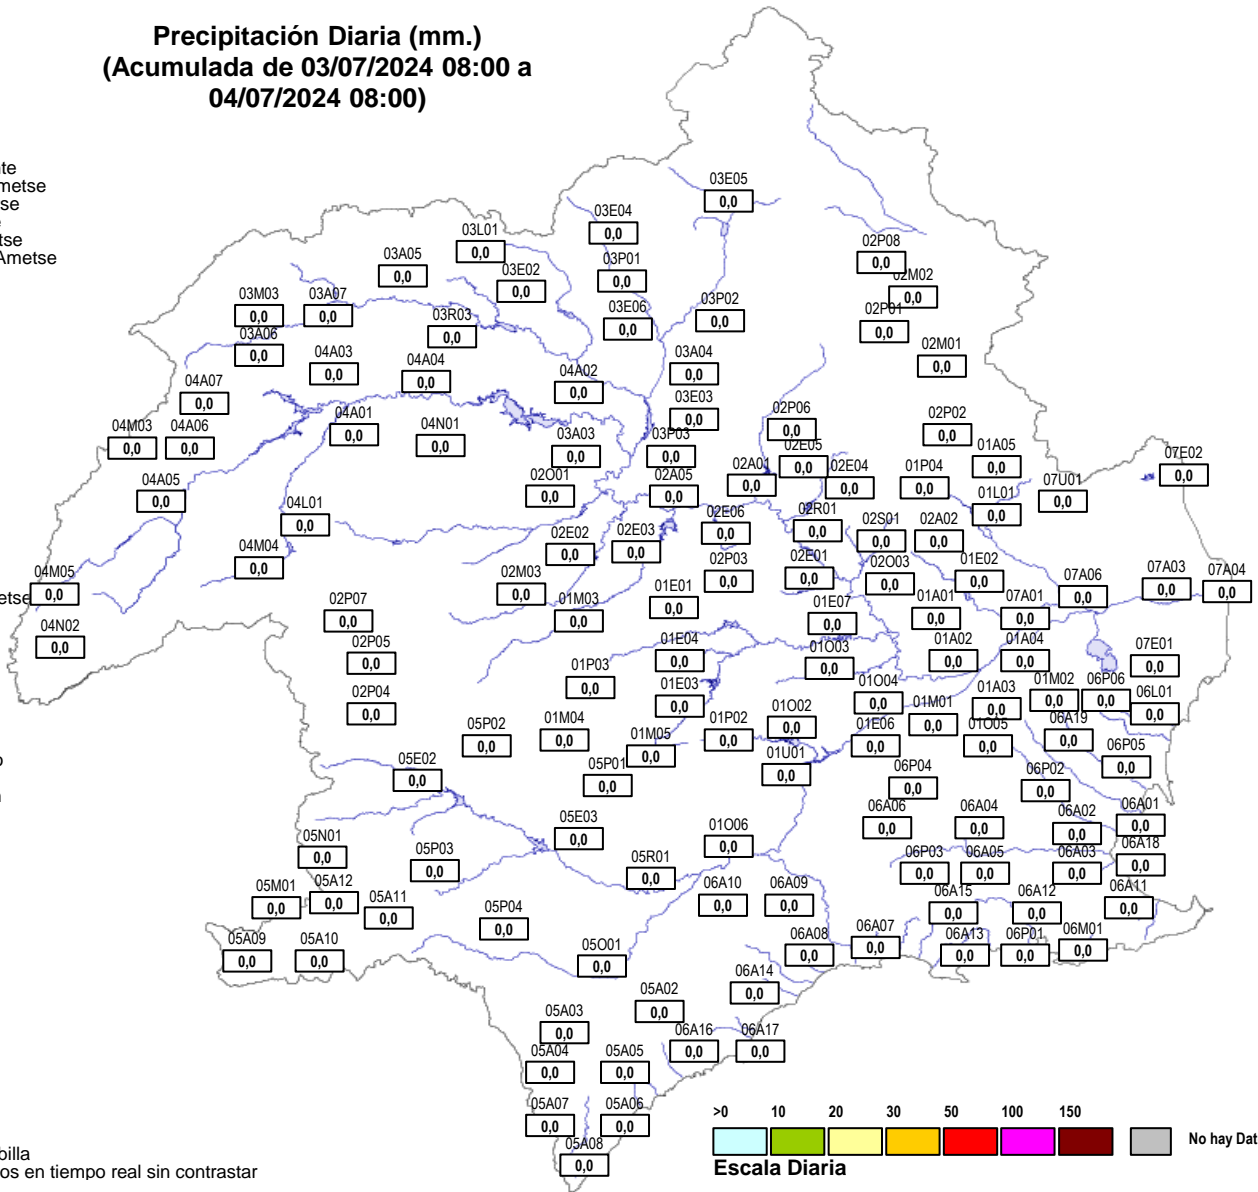 Precipitación Diaria (mm.)
(Acumulada de 03/07/2024 08:00 a
04/07/2024 08:00)
03E05
0,0
03E04
0,0
03L01
0,0
03A05
0,0
03P01
0,0
03E02
0,0
02P08
0,0
02M02
0,0
03M03
0,0
03A07
0,0
03R03
0,0
03E06
0,0
03P02
0,0
02P01
0,0
03A06
0,0
04A03
0,0
04A04
0,0
04A02
0,0
03A04
0,0
02M01
0,0
04A07
0,0
03E03
0,0
04M03
0,0
04A06
0,0
04A01
0,0
04N01
0,0
03A03
0,0
03P03
0,0
02P06
0,0
02E05
0,0
02P02
0,0
01A05
0,0
07E02
0,0
04A05
0,0
02O01
0,0
02A05
0,0
02A01
0,0
02E04
0,0
01P04
0,0
01L01
0,0
07U01
0,0
04L01
0,0
02E06
0,0
02R01
0,0
02S01
0,0
02A02
0,0
04M04
0,0
02E02
0,0
02E03
0,0
02P03
0,0
02E01
0,0
02O03
0,0
01E02
0,0
04M05
0,0
02M03
0,0
01M03
0,0
01E01
0,0
01E07
0,0
01A01
0,0
07A01
0,0
07A06
0,0
07A03
0,0
07A04
0,0
04N02
0,0
02P07
0,0
02P05
0,0
02P04
0,0
01E04
0,0
01P03
0,0
01E03
0,0
01O03
0,0
01A02
0,0
01A04
0,0
07E01
0,0
01O04
0,0
01M01
0,0
01A03
0,0
01M02
0,0
06P06
0,0
06L01
0,0
05P02
0,0
01M04
0,0
01M05
0,0
01P02
0,0
01O02
0,0
01E06
0,0
01O05
0,0
06A19
0,0
06P05
0,0
05E02
0,0
05P01
0,0
01U01
0,0
06P04
0,0
06P02
0,0
05E03
0,0
01O06
0,0
06A06
0,0
06A04
0,0
06A02
0,0
06A01
0,0
05N01
0,0
05P03
0,0
05R01
0,0
06P03
0,0
06A05
0,0
06A03
0,0
06A18
0,0
05M01
0,0
05A12
0,0
05A11
0,0
06A10
0,0
06A09
0,0
06A15
0,0
06A12
0,0
06A11
0,0
05P04
0,0
05A09
0,0
05A10
0,0
05O01
0,0
06A08
0,0
06A07
0,0
06A13
0,0
06P01
0,0
06M01
0,0
06A14
0,0
05A02
0,0
05A03
0,0
06A16
0,0
06A17
0,0
05A04
0,0
05A05
0,0
05A07
0,0
05A06
0,0
05A08
0,0
>0 10 20 30 50 100 150
No hay Dat
Escala Diaria
os en tiempo real sin contrastar